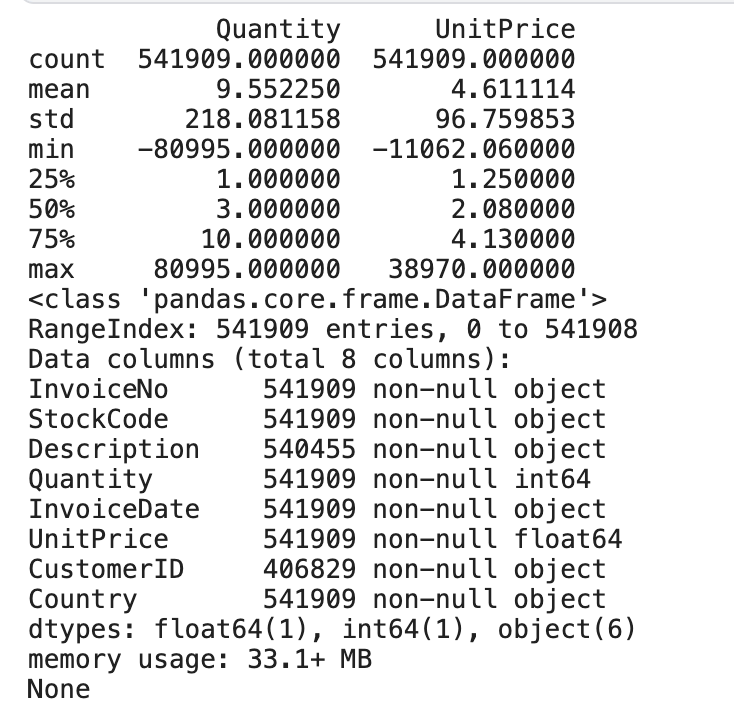 Quantity      UnitPrice
count  541909.000000  541909.000000
mean        9.552250       4.611114
std       218.081158      96.759853
min    -80995.000000  -11062.060000
25%         1.000000       1.250000
50%         3.000000       2.080000
75%        10.000000       4.130000
max     80995.000000   38970.000000
<class 'pandas.core.frame.DataFrame'>
RangeIndex: 541909 entries, 0 to 541908
Data columns (total 8 columns):
InvoiceNo      541909 non-null object
StockCode      541909 non-null object
Description    540455 non-null object
Quantity       541909 non-null int64
InvoiceDate    541909 non-null object
UnitPrice      541909 non-null float64
CustomerID     406829 non-null object
Country        541909 non-null object
dtypes: float64(1), int64(1), object(6)
memory usage: 33.1+ MB
None